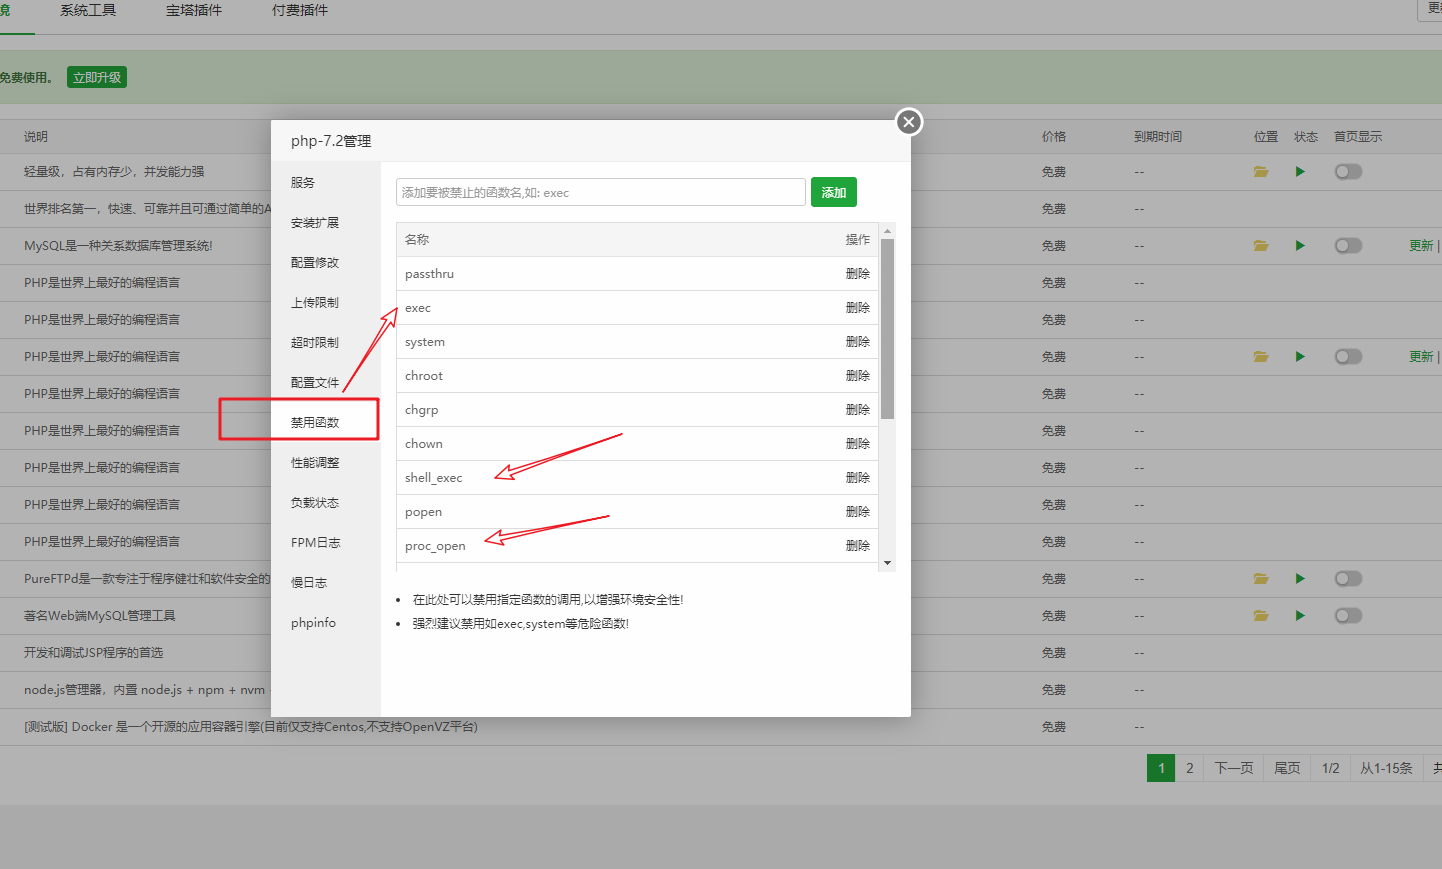 境 系统工具 宝塔插件 付费插件 更新
免费使用。 立即升级
说明 价格 到期时间 位置 状态 首页显示
轻量级，占有内存少，并发能力强 免费 --
世界排名第一，快速、可靠并且可通过简单的A 免费 --
MySQL是一种关系数据库管理系统! 免费 -- 更新 |
PHP是世界上最好的编程语言 免费 --
PHP是世界上最好的编程语言 免费 --
PHP是世界上最好的编程语言 免费 -- 更新 |
PHP是世界上最好的编程语言 免费 --
PHP是世界上最好的编程语言 免费 --
PHP是世界上最好的编程语言 免费 --
PHP是世界上最好的编程语言 免费 --
PHP是世界上最好的编程语言 免费 --
PureFTPd是一款专注于程序健壮和软件安全的 免费 --
著名Web端MySQL管理工具 免费 --
开发和调试JSP程序的首选 免费 --
node.js管理器，内置 node.js + npm + nvm 免费 --
[测试版] Docker 是一个开源的应用容器引擎(目前仅支持Centos,不支持OpenVZ平台) 免费 --
1 2 下一页 尾页 1/2 从1-15条 共
php-7.2管理
服务
安装扩展
配置修改
上传限制
超时限制
配置文件
禁用函数
性能调整
负载状态
FPM日志
慢日志
phpinfo
添加要被禁止的函数名,如: exec 添加
名称 操作
passthru 删除
exec 删除
system 删除
chroot 删除
chgrp 删除
chown 删除
shell_exec 删除
popen 删除
proc_open 删除
• 在此处可以禁用指定函数的调用,以增强环境安全性!
• 强烈建议禁用如exec,system等危险函数!